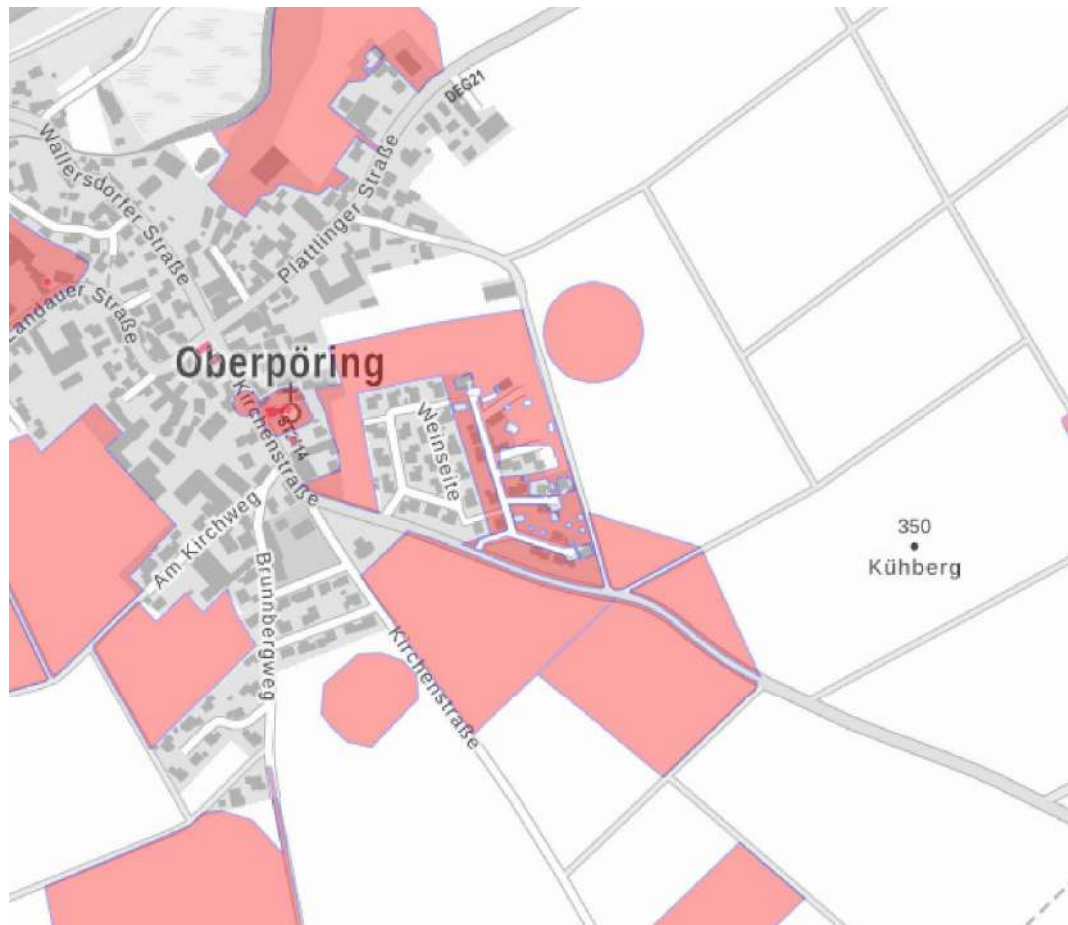 DEG21
Wallersdorfer Straße
Plattlinger Straße
Landauer Straße
Oberpöring
Kirchenstraße
Weinseite
Am Kirchweg
Brunnbergweg
350
Kühberg
Kirchenstraße